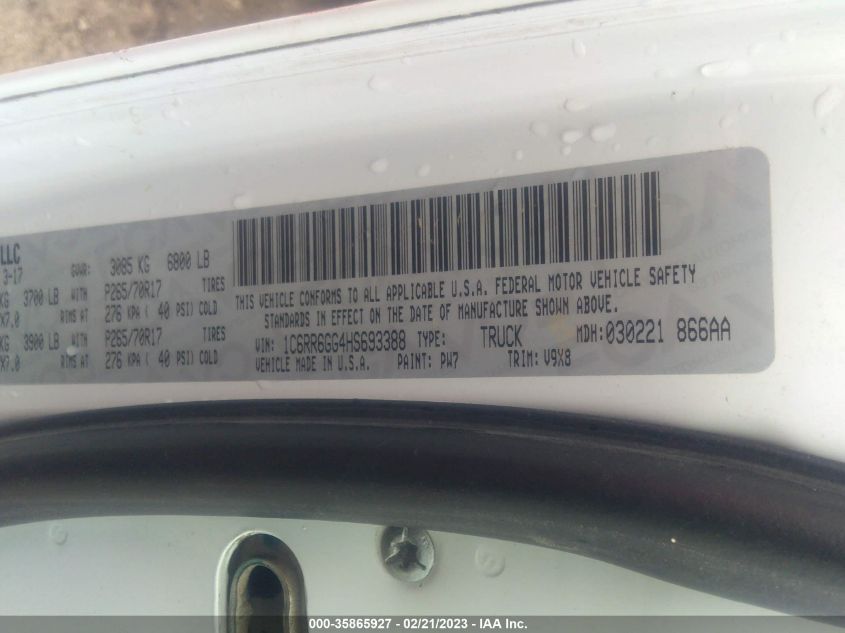 LLC
3-17 GVWR: 3085 KG 6800 LB
KG 3700 LB WITH P265/70R17 TIRES
X7.0 RIMS AT 276 KPA ( 40 PSI) COLD
KG 3900 LB WITH P265/70R17 TIRES
X7.0 RIMS AT 276 KPA ( 40 PSI) COLD
THIS VEHICLE CONFORMS TO ALL APPLICABLE U.S.A. FEDERAL MOTOR VEHICLE SAFETY
STANDARDS IN EFFECT ON THE DATE OF MANUFACTURE SHOWN ABOVE.
VIN: 1C6RR6GG4HS693388 TYPE: TRUCK MDH: 030221 866AA
VEHICLE MADE IN U.S.A. PAINT: PW7 TRIM: V9X8
000-35865927 / 02/21/2023 - IAA Inc.